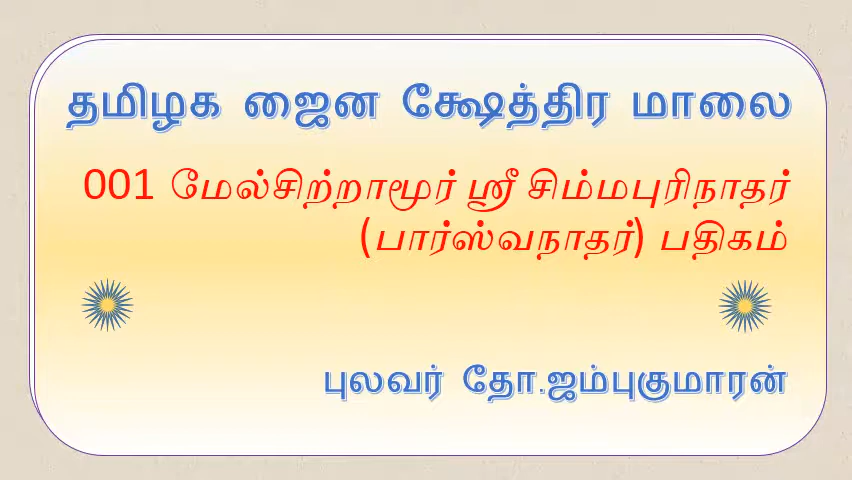 தமிழக ஜைன க்ஷேத்திர மாலை
001 மேல்சிற்றாமூர் ஸ்ரீ சிம்மபுரிநாதர்
(பார்ஸ்வநாதர்) பதிகம்
புலவர் தோ.ஜம்புகுமாரன்